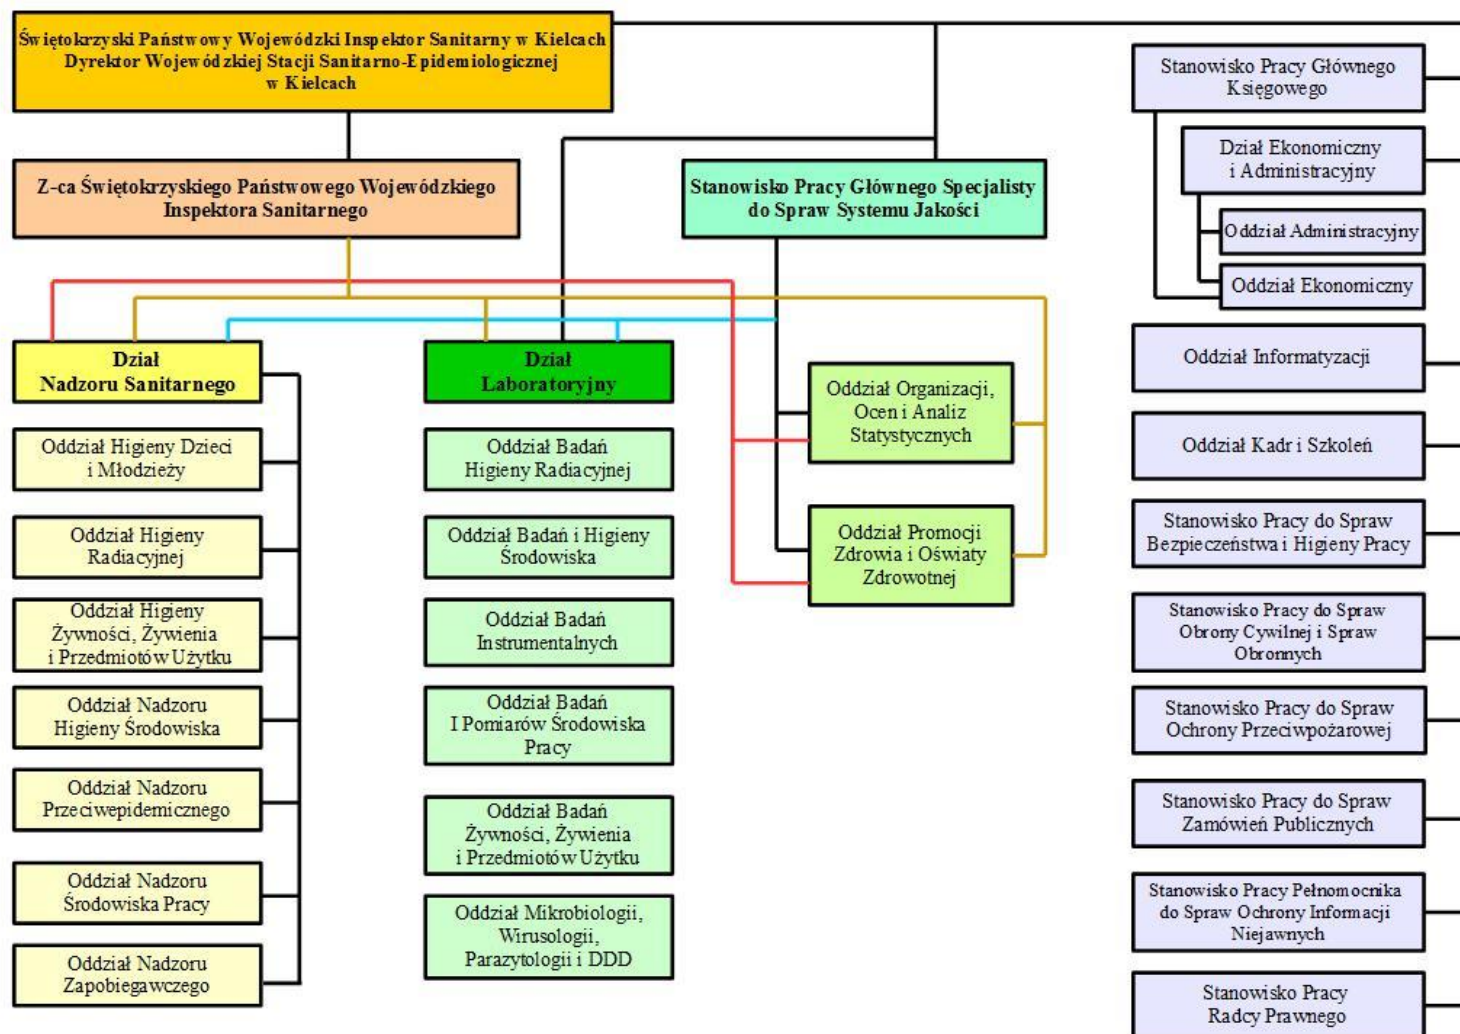 Świętokrzyski Państwowy Wojewódzki Inspektor Sanitarny w Kielcach
Dyrektor Wojewódzkiej Stacji Sanitarno-Epidemiologicznej
w Kielcach
Z-ca Świętokrzyskiego Państwowego Wojewódzkiego
Inspektora Sanitarnego
Stanowisko Pracy Głównego Specjalisty
do Spraw Systemu Jakości
Dział
Nadzoru Sanitarnego
Oddział Higieny Dzieci
i Młodzieży
Oddział Higieny
Radiacyjnej
Oddział Higieny
Żywności, Żywienia
i Przedmiotów Użytku
Oddział Nadzoru
Higieny Środowiska
Oddział Nadzoru
Przeciwepidemicznego
Oddział Nadzoru
Środowiska Pracy
Oddział Nadzoru
Zapobiegawczego
Dział
Laboratoryjny
Oddział Badań
Higieny Radiacyjnej
Oddział Badań i Higieny
Środowiska
Oddział Badań
Instrumentalnych
Oddział Badań
I Pomiarów Środowiska
Pracy
Oddział Badań
Żywności, Żywienia
i Przedmiotów Użytku
Oddział Mikrobiologii,
Wirusologii,
Parazytologii i DDD
Oddział Organizacji,
Ocen i Analiz
Statystycznych
Oddział Promocji
Zdrowia i Oświaty
Zdrowotnej
Stanowisko Pracy Głównego
Księgowego
Dział Ekonomiczny
i Administracyjny
Oddział Administracyjny
Oddział Ekonomiczny
Oddział Informatyzacji
Oddział Kadr i Szkoleń
Stanowisko Pracy do Spraw
Bezpieczeństwa i Higieny Pracy
Stanowisko Pracy do Spraw
Obrony Cywilnej i Spraw
Obronnych
Stanowisko Pracy do Spraw
Ochrony Przeciwpożarowej
Stanowisko Pracy do Spraw
Zamówień Publicznych
Stanowisko Pracy Pełnomocnika
do Spraw Ochrony Informacji
Niejawnych
Stanowisko Pracy
Radcy Prawnego